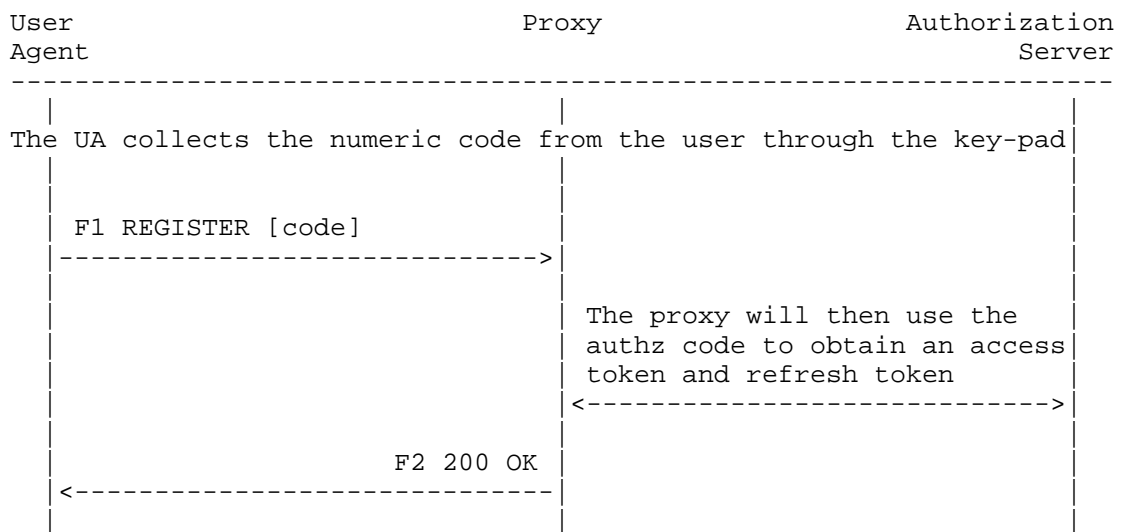 User Proxy Authorization
Agent Server
The UA collects the numeric code from the user through the key-pad
F1 REGISTER [code]
The proxy will then use the
authz code to obtain an access
token and refresh token
F2 200 OK